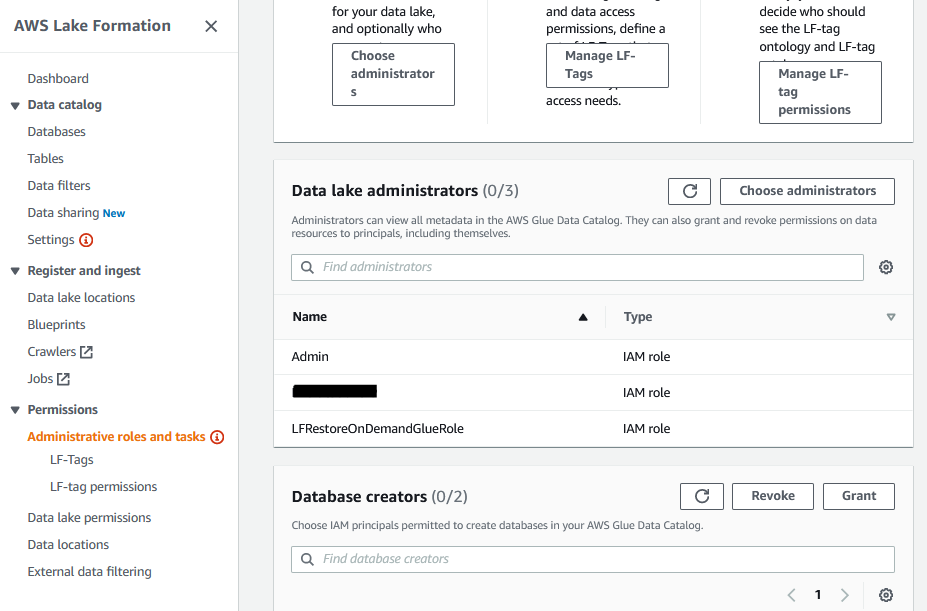 AWS Lake Formation
Dashboard
Data catalog
Databases
Tables
Data filters
Data sharing New
Settings
Register and ingest
Data lake locations
Blueprints
Crawlers
Jobs
Permissions
Administrative roles and tasks
LF-Tags
LF-tag permissions
Data lake permissions
Data locations
External data filtering
for your data lake,
and optionally who
Choose
administrator
s
and data access
permissions, define a
Manage LF-
Tags
access needs.
decide who should
see the LF-tag
ontology and LF-tag
Manage LF-
tag
permissions
Data lake administrators (0/3)
Choose administrators
Administrators can view all metadata in the AWS Glue Data Catalog. They can also grant and revoke permissions on data
resources to principals, including themselves.
Find administrators
Name
Type
Admin
IAM role
IAM role
LFRestoreOnDemandGlueRole
IAM role
Database creators (0/2)
Revoke
Grant
Choose IAM principals permitted to create databases in your AWS Glue Data Catalog.
Find database creators
1